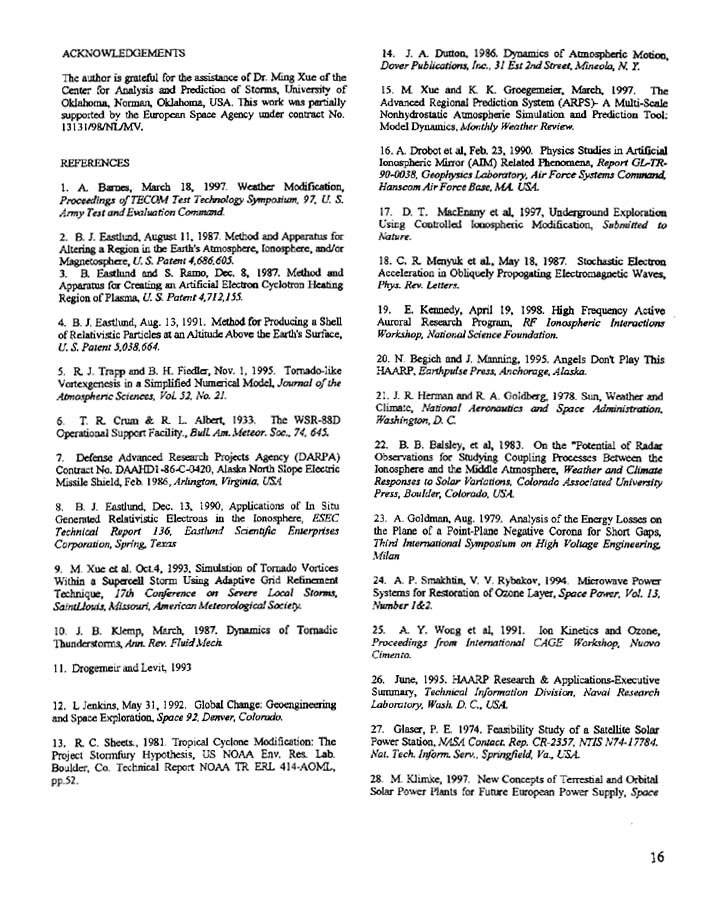 ACKNOWLEDGEMENTS
The author is grateful for the assistance of Dr. Ming Xue of the
Center for Analysis and Prediction of Storms, University of
Oklahoma, Norman, Oklahoma, USA. This work was partially
supported by the European Space Agency under contract No.
13131/98/NL/MV.
REFERENCES
1. A. Barnes, March 18, 1997. Weather Modification,
Proceedings of TECOM Test Technology Symposium, 97, U. S.
Army Test and Evaluation Command.
2. B. J. Eastlund, August 11, 1987. Method and Apparatus for
Altering a Region in the Earth's Atmosphere, Ionosphere, and/or
Magnetosphere, U. S. Patent 4,686,605.
3. B. Eastlund and S. Ramo, Dec. 8, 1987. Method and
Apparatus for Creating an Artificial Electron Cyclotron Heating
Region of Plasma, U. S. Patent 4,712,155.
4. B. J. Eastlund, Aug. 13, 1991. Method for Producing a Shell
of Relativistic Particles at an Altitude Above the Earth's Surface,
U. S. Patent 5,038,664.
5. R. J. Trapp and B. H. Fiedler, Nov. 1, 1995. Tornado-like
Vortexgenesis in a Simplified Numerical Model, Journal of the
Atmospheric Sciences, Vol. 52, No. 21.
6. T. R. Crum & R. L. Albert, 1933. The WSR-88D
Operational Support Facility., Bull. Am. Meteor. Soc., 74, 645.
7. Defense Advanced Research Projects Agency (DARPA)
Contract No. DAAHD1-86-C-0420, Alaska North Slope Electric
Missile Shield, Feb. 1986, Arlington, Virginia, USA
8. B. J. Eastlund, Dec. 13, 1990, Applications of In Situ
Generated Relativistic Electrons in the Ionosphere, ESEC
Technical Report 136, Eastlund Scientific Enterprises
Corporation, Spring, Texas
9. M. Xue et al. Oct.4, 1993, Simulation of Tornado Vortices
Within a Supercell Storm Using Adaptive Grid Refinement
Technique, 17th Conference on Severe Local Storms,
SaintLlouis, Missouri, American Meteorological Society.
10. J. B. Klemp, March, 1987. Dynamics of Tornadic
Thunderstorms, Ann. Rev. Fluid Mech.
11. Drogemeir and Levit, 1993
12. L Jenkins, May 31, 1992. Global Change: Geoengineering
and Space Exploration, Space 92, Denver, Colorado.
13. R. C. Sheets., 1981. Tropical Cyclone Modification: The
Project Stormfury Hypothesis, US NOAA Env. Res. Lab.
Boulder, Co. Technical Report NOAA TR ERL 414-AOML,
pp.52.
14. J. A. Dutton, 1986. Dynamics of Atmospheric Motion,
Dover Publications, Inc., 31 Est 2nd Street, Mineola, N. Y.
15. M. Xue and K. K. Groegemeier, March, 1997. The
Advanced Regional Prediction System (ARPS)- A Multi-Scale
Nonhydrostatic Atmospherie Simulation and Prediction Tool:
Model Dynamics, Monthly Weather Review.
16. A. Drobot et al, Feb. 23, 1990. Physics Studies in Artificial
Ionospheric Mirror (AIM) Related Phenomena, Report GL-TR-
90-0038, Geophysics Laboratory, Air Force Systems Command,
Hanscom Air Force Base, MA. USA.
17. D. T. MacEnany et al, 1997, Underground Exploration
Using Controlled Ionospheric Modification, Submitted to
Nature.
18. C. R. Menyuk et al., May 18, 1987. Stochastic Electron
Acceleration in Obliquely Propogating Electromagnetic Waves,
Phys. Rev. Letters.
19. E. Kennedy, April 19, 1998. High Frequency Active
Auroral Research Program, RF Ionospheric Interactions
Workshop, National Science Foundation.
20. N. Begich and J. Manning, 1995. Angels Don't Play This
HAARP, Earthpulse Press, Anchorage, Alaska.
21. J. R. Herman and R. A. Goldberg, 1978. Sun, Weather and
Climate, National Aeronautics and Space Administration,
Washington, D. C.
22. B. B. Balsley, et al, 1983. On the "Potential of Radar
Observations for Studying Coupling Processes Between the
Ionosphere and the Middle Atmosphere, Weather and Climate
Responses to Solar Variations, Colorado Associated University
Press, Boulder, Colorado, USA.
23. A. Goldman, Aug. 1979. Analysis of the Energy Losses on
the Plane of a Point-Plane Negative Corona for Short Gaps,
Third International Symposium on High Voltage Engineering,
Milan
24. A. P. Smakhtin, V. V. Rybakov, 1994. Microwave Power
Systems for Restoration of Ozone Layer, Space Power, Vol. 13,
Number 1&2.
25. A. Y. Wong et al, 1991. Ion Kinetics and Ozone,
Proceedings from International CAGE Workshop, Nuovo
Cimento.
26. June, 1995. HAARP Research & Applications-Executive
Summary, Technical Information Division, Naval Research
Laboratory, Wash. D. C., USA.
27. Glaser, P. E. 1974. Feasibility Study of a Satellite Solar
Power Station, NASA Contact. Rep. CR-2357, NTIS N74-17784.
Nat. Tech. Inform. Serv., Springfield, Va., USA.
28. M. Klimke, 1997. New Concepts of Terrestial and Orbital
Solar Power Plants for Future European Power Supply, Space
16